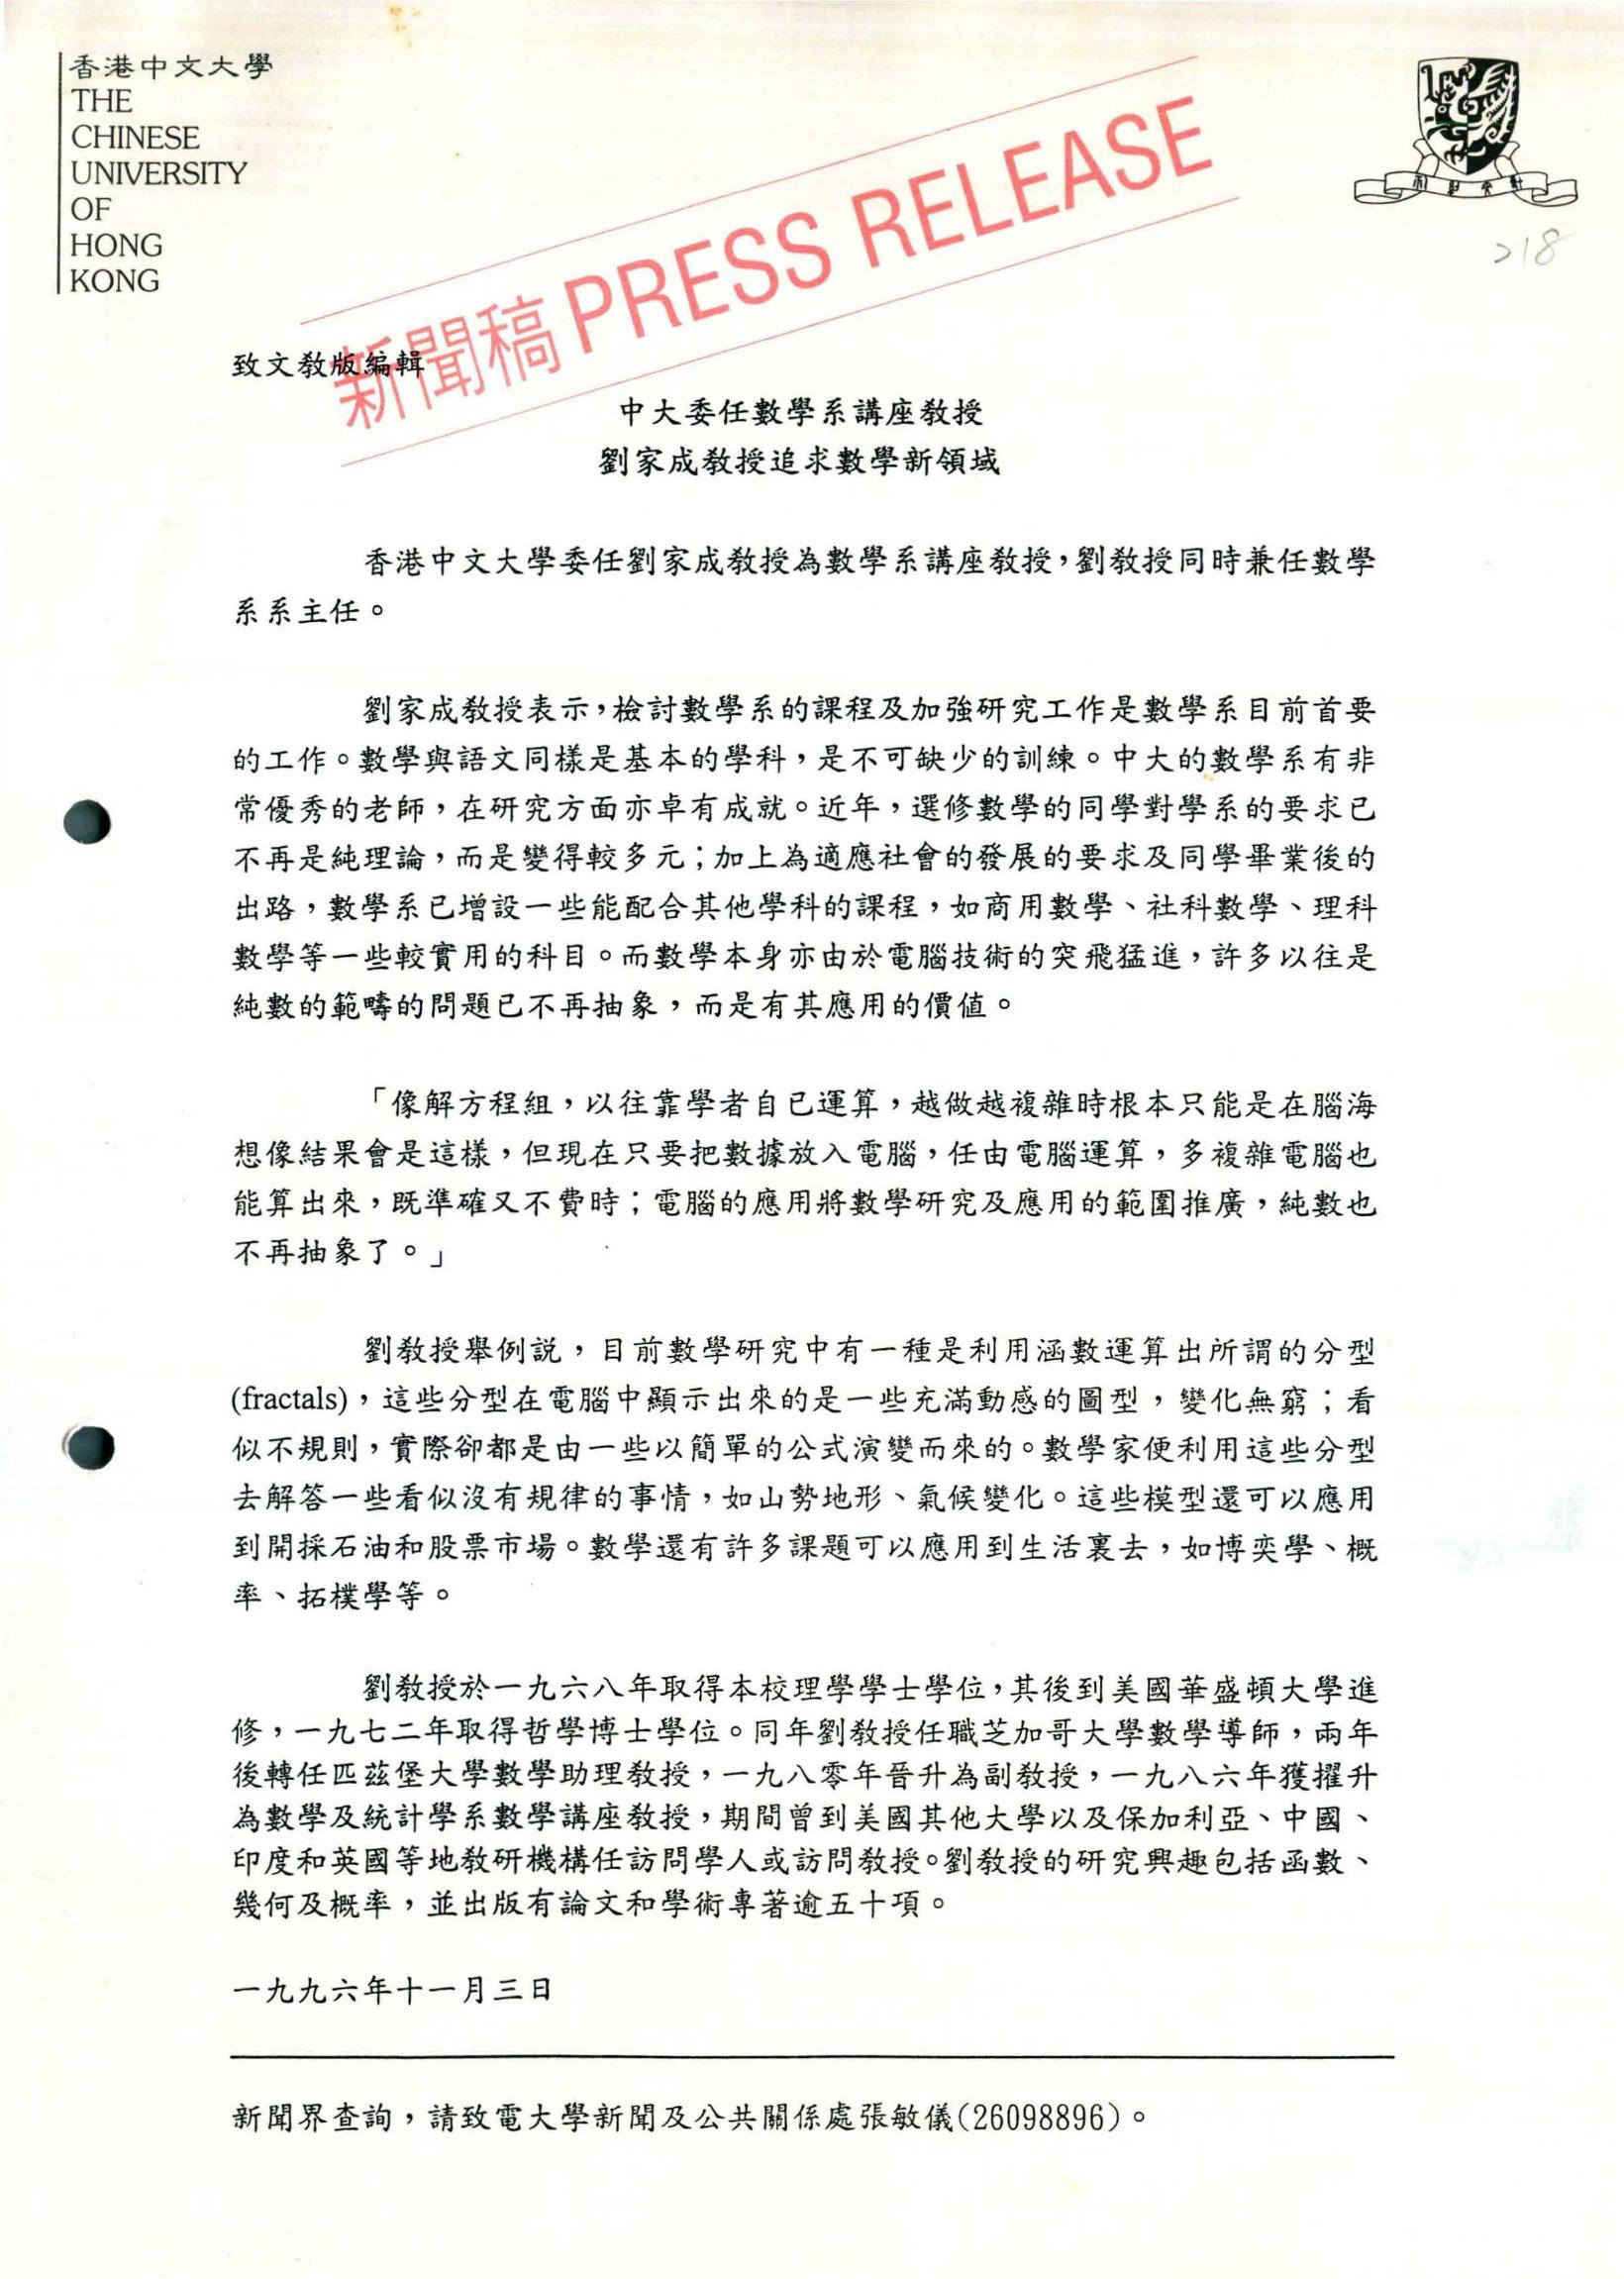 香港中文大學
THE
CHINESE
UNIVERSITY
OF
HONG
KONG
新聞稿 PRESS RELEASE
218
致文教版編輯
中大委任數學系講座教授
劉家成教授追求數學新領域
香港中文大學委任劉家成教授為數學系講座教授，劉教授同時兼任數學
系系主任。
劉家成教授表示，檢討數學系的課程及加強研究工作是數學系目前首要
的工作。數學與語文同樣是基本的學科，是不可缺少的訓練。中大的數學系有非
常優秀的老師，在研究方面亦卓有成就。近年，選修數學的同學對學系的要求已
不再是純理論，而是變得較多元；加上為適應社會的發展的要求及同學畢業後的
出路，數學系已增設一些能配合其他學科的課程，如商用數學、社科數學、理科
數學等一些較實用的科目。而數學本身亦由於電腦技術的突飛猛進，許多以往是
純數的範疇的問題已不再抽象，而是有其應用的價值。
「像解方程組，以往靠學者自已運算，越做越複雜時根本只能是在腦海
想像結果會是這樣，但現在只要把數據放入電腦，任由電腦運算，多複雜電腦也
能算出來，既準確又不費時；電腦的應用將數學研究及應用的範圍推廣，純數也
不再抽象了。」
劉教授舉例説，目前數學研究中有一種是利用涵數運算出所謂的分型
(fractals)，這些分型在電腦中顯示出來的是一些充滿動感的圖型，變化無窮；看
似不規則，實際卻都是由一些以簡單的公式演變而來的。數學家便利用這些分型
去解答一些看似沒有規律的事情，如山勢地形、氣候變化。這些模型還可以應用
到開採石油和股票市場。數學還有許多課題可以應用到生活裏去，如博奕學、概
率、拓樸學等。
劉教授於一九六八年取得本校理學學士學位，其後到美國華盛頓大學進
修，一九七二年取得哲學博士學位。同年劉教授任職芝加哥大學數學導師，兩年
後轉任匹茲堡大學數學助理教授，一九八零年晉升為副教授，一九八六年獲擢升
為數學及統計學系數學講座教授，期間曾到美國其他大學以及保加利亞、中國、
印度和英國等地教研機構任訪問學人或訪問教授。劉教授的研究興趣包括函數、
幾何及概率，並出版有論文和學術專著逾五十項。
一九九六年十一月三日
新聞界查詢，請致電大學新聞及公共關係處張敏儀(26098896)。